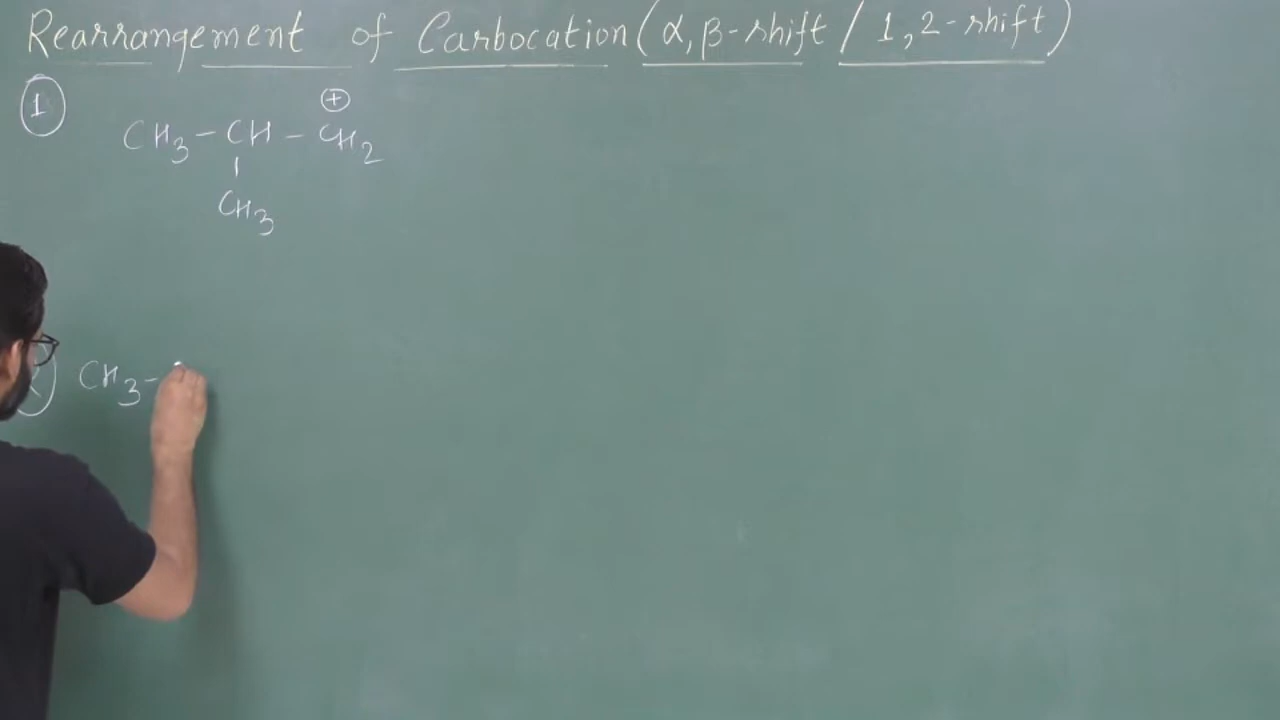 Rearrangement of Carbocation (α,β-shift / 1,2-shift)
1
⊕
CH₃ – CH – CH₂
|
CH₃
CH₃ –